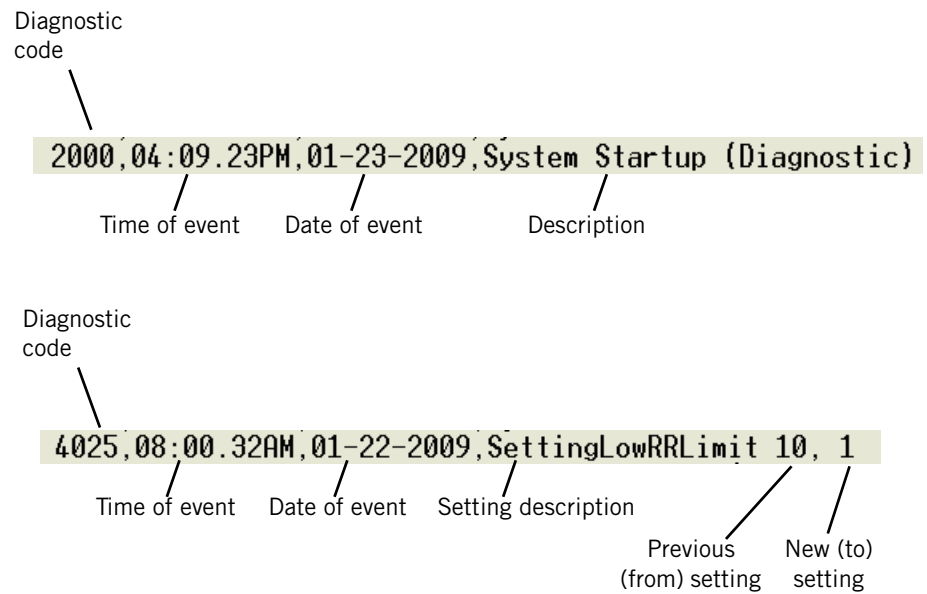 Diagnostic
code
2000,04:09.23PM,01-23-2009,System Startup (Diagnostic)
Time of event
Date of event
Description
Diagnostic
code
4025,08:00.32AM,01-22-2009,SettingLowRRLimit 10, 1
Time of event
Date of event
Setting description
Previous
(from) setting
New (to)
setting